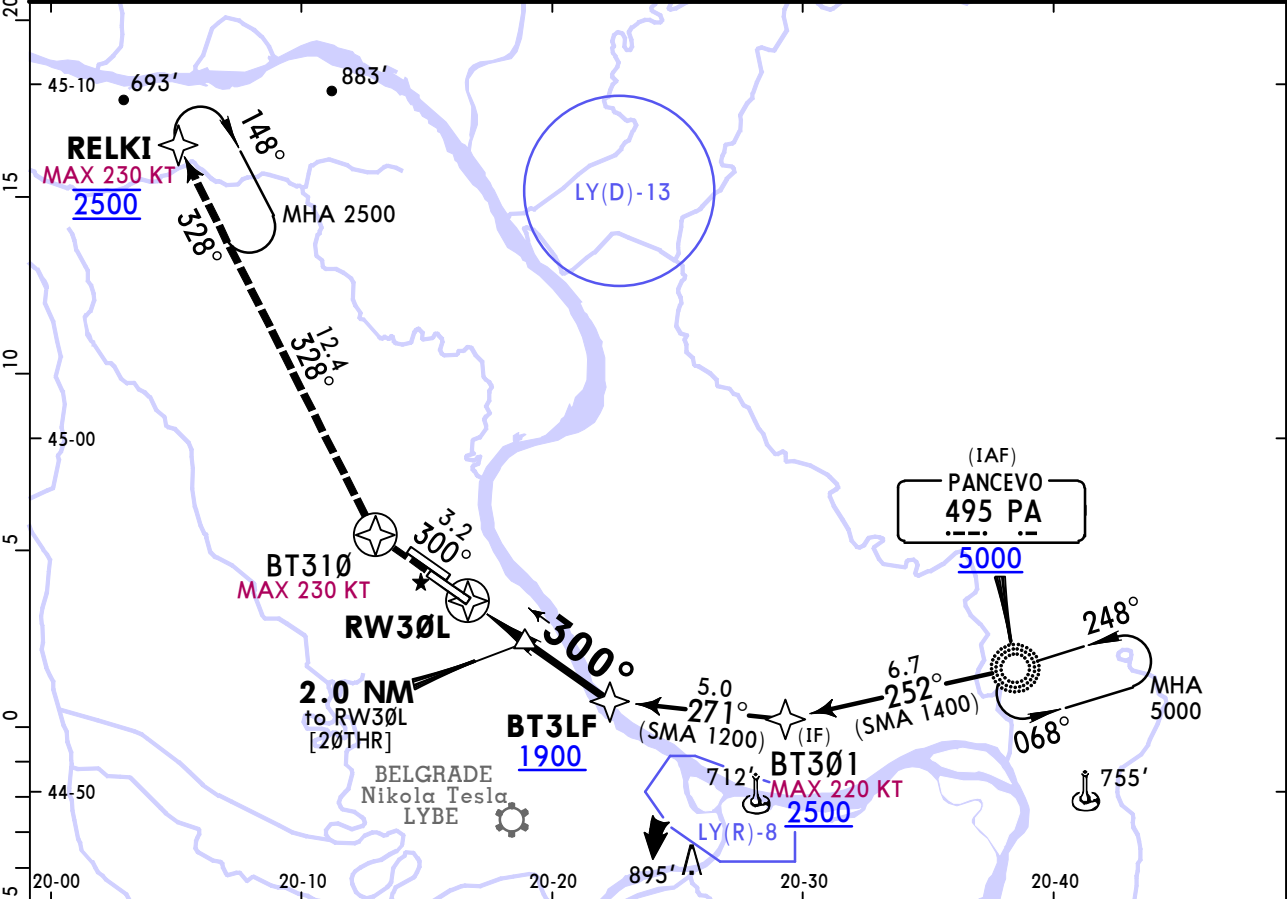 20
45-10
693'
883'
148°
RELKI
MAX 230 KT
2500
15
LY(D)-13
MHA 2500
328°
12.4
328°
10
45-00
(IAF)
PANCEVO
495 PA
5000
3.2
300°
5
BT31Ø
MAX 230 KT
RW3ØL
300°
248°
6.7
252°
(SMA 1400)
MHA
5000
068°
2.0 NM
to RW3ØL
[2ØTHR]
5.0
271°
(SMA 1200)
(IF)
0
BT3LF
1900
BT3Ø1
MAX 220 KT
2500
712'
755'
BELGRADE
Nikola Tesla
LYBE
44-50
LY(R)-8
895'
5
20-00
20-10
20-20
20-30
20-40